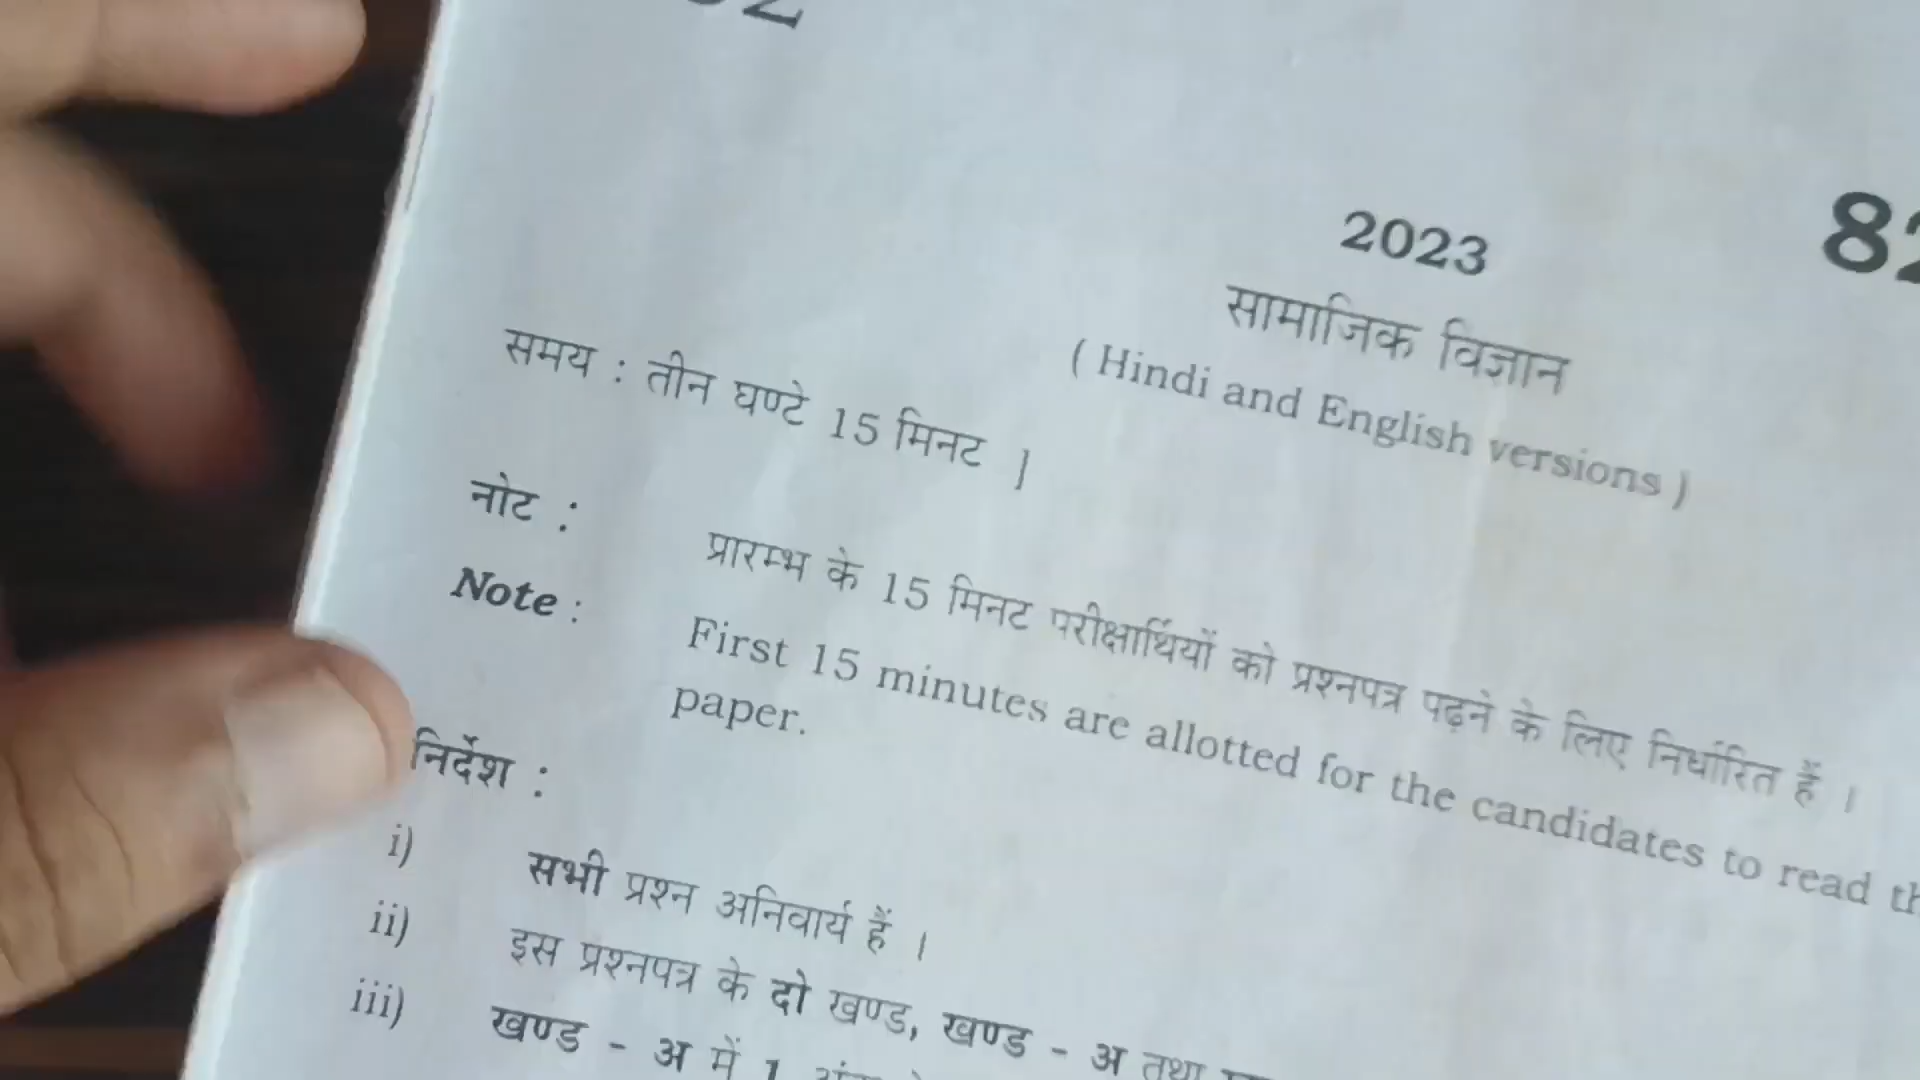 2023
सामाजिक विज्ञान
( Hindi and English versions )
समय : तीन घण्टे 15 मिनट ]
नोट : प्रारम्भ के 15 मिनट परीक्षार्थियों को प्रश्नपत्र पढ़ने के लिए निर्धारित हैं ।
Note : First 15 minutes are allotted for the candidates to read
paper.
निर्देश :
i) सभी प्रश्न अनिवार्य हैं ।
ii) इस प्रश्नपत्र के दो खण्ड, खण्ड - अ तथा
iii) खण्ड - अ में 1